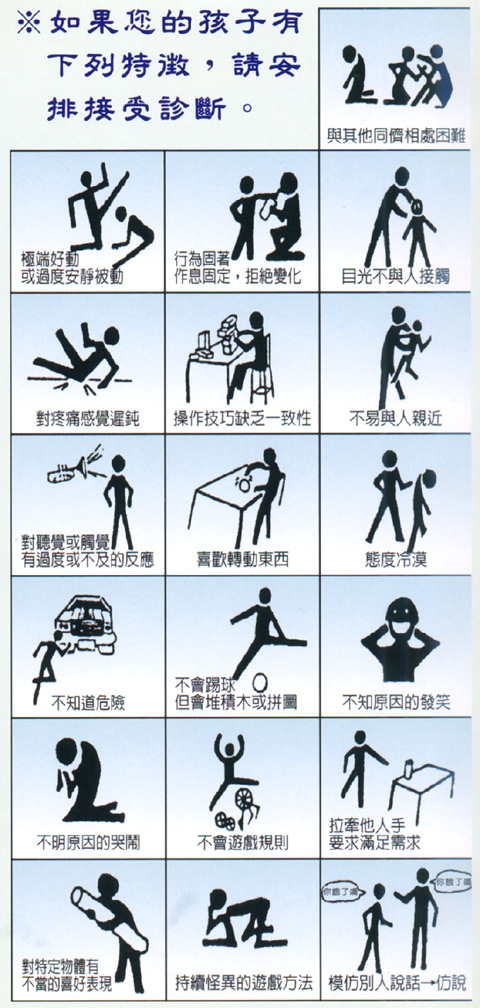 ※如果您的孩子有
下列特徵，請安
排接受診斷。
與其他同儕相處困難
極端好動
或過度安靜被動
行為固著
作息固定，拒絕變化
目光不與人接觸
對疼痛感覺遲鈍
操作技巧缺乏一致性
不易與人親近
對聽覺或觸覺
有過度或不及的反應
喜歡轉動東西
態度冷漠
不知道危險
不會踢球
但會堆積木或拼圖
不知原因的發笑
不明原因的哭鬧
不會遊戲規則
拉牽他人手
要求滿足需求
對特定物體有
不當的喜好表現
持續怪異的遊戲方法
你餓了嗎
你餓了嗎
模仿別人說話→仿說